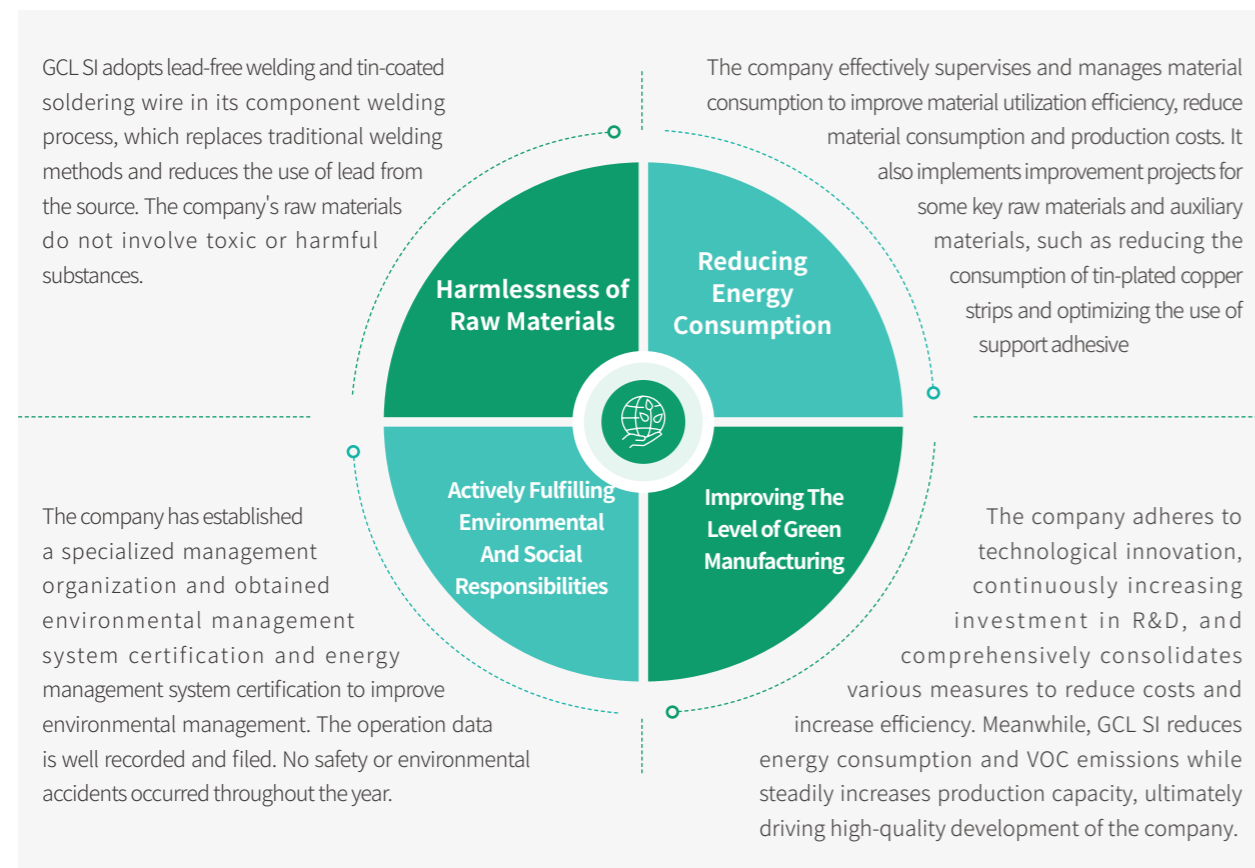 GCL SI adopts lead-free welding and tin-coated
soldering wire in its component welding
process, which replaces traditional welding
methods and reduces the use of lead from
the source. The company's raw materials
do not involve toxic or harmful
substances.
The company effectively supervises and manages material
consumption to improve material utilization efficiency, reduce
material consumption and production costs. It
also implements improvement projects for
some key raw materials and auxiliary
materials, such as reducing the
consumption of tin-plated copper
strips and optimizing the use of
support adhesive
Harmlessness of
Raw Materials
Reducing
Energy
Consumption
Actively Fulfilling
Environmental
And Social
Responsibilities
Improving The
Level of Green
Manufacturing
The company has established
a specialized management
organization and obtained
environmental management
system certification and energy
management system certification to improve
environmental management. The operation data
is well recorded and filed. No safety or environmental
accidents occurred throughout the year.
The company adheres to
technological innovation,
continuously increasing
investment in R&D, and
comprehensively consolidates
various measures to reduce costs and
increase efficiency. Meanwhile, GCL SI reduces
energy consumption and VOC emissions while
steadily increases production capacity, ultimately
driving high-quality development of the company.